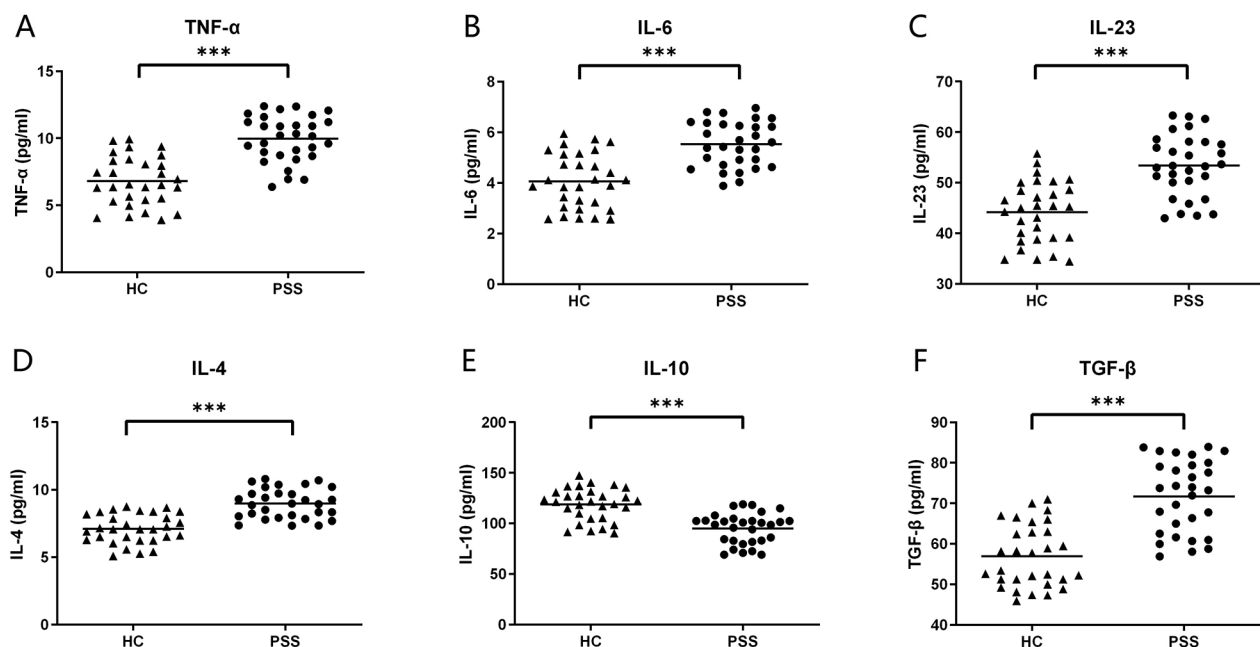 A
TNF-α
***
TNF-α (pg/ml)
15
10
5
0
HC
PSS
B
IL-6
***
IL-6 (pg/ml)
8
6
4
2
0
HC
PSS
C
IL-23
***
IL-23 (pg/ml)
70
60
50
40
30
HC
PSS
D
IL-4
***
IL-4 (pg/ml)
15
10
5
0
HC
PSS
E
IL-10
***
IL-10 (pg/ml)
200
150
100
50
0
HC
PSS
F
TGF-β
***
TGF-β (pg/ml)
90
80
70
60
50
40
HC
PSS